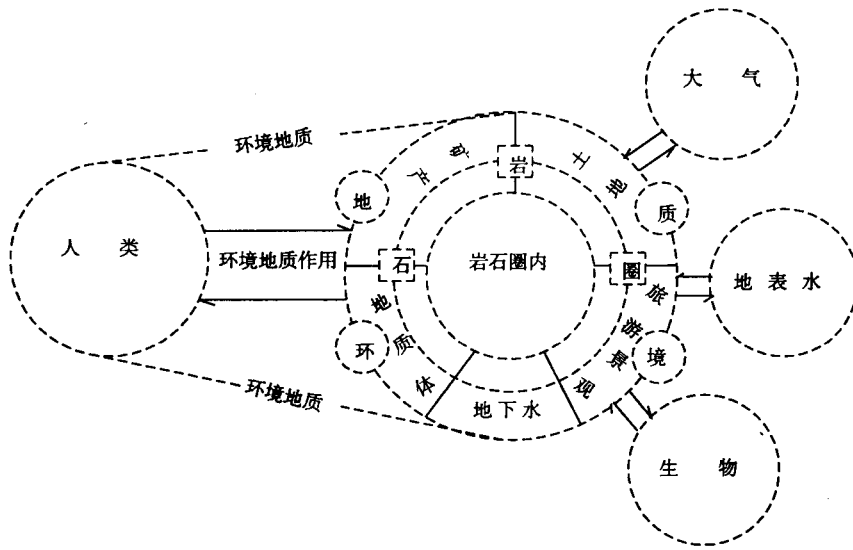 大 气
环境地质
矿产
岩
土地
地
质
人 类
环境地质作用
石
岩石圈内
圈
地表水
地质体
旅游景观
环
境
环境地质
地下水
生 物